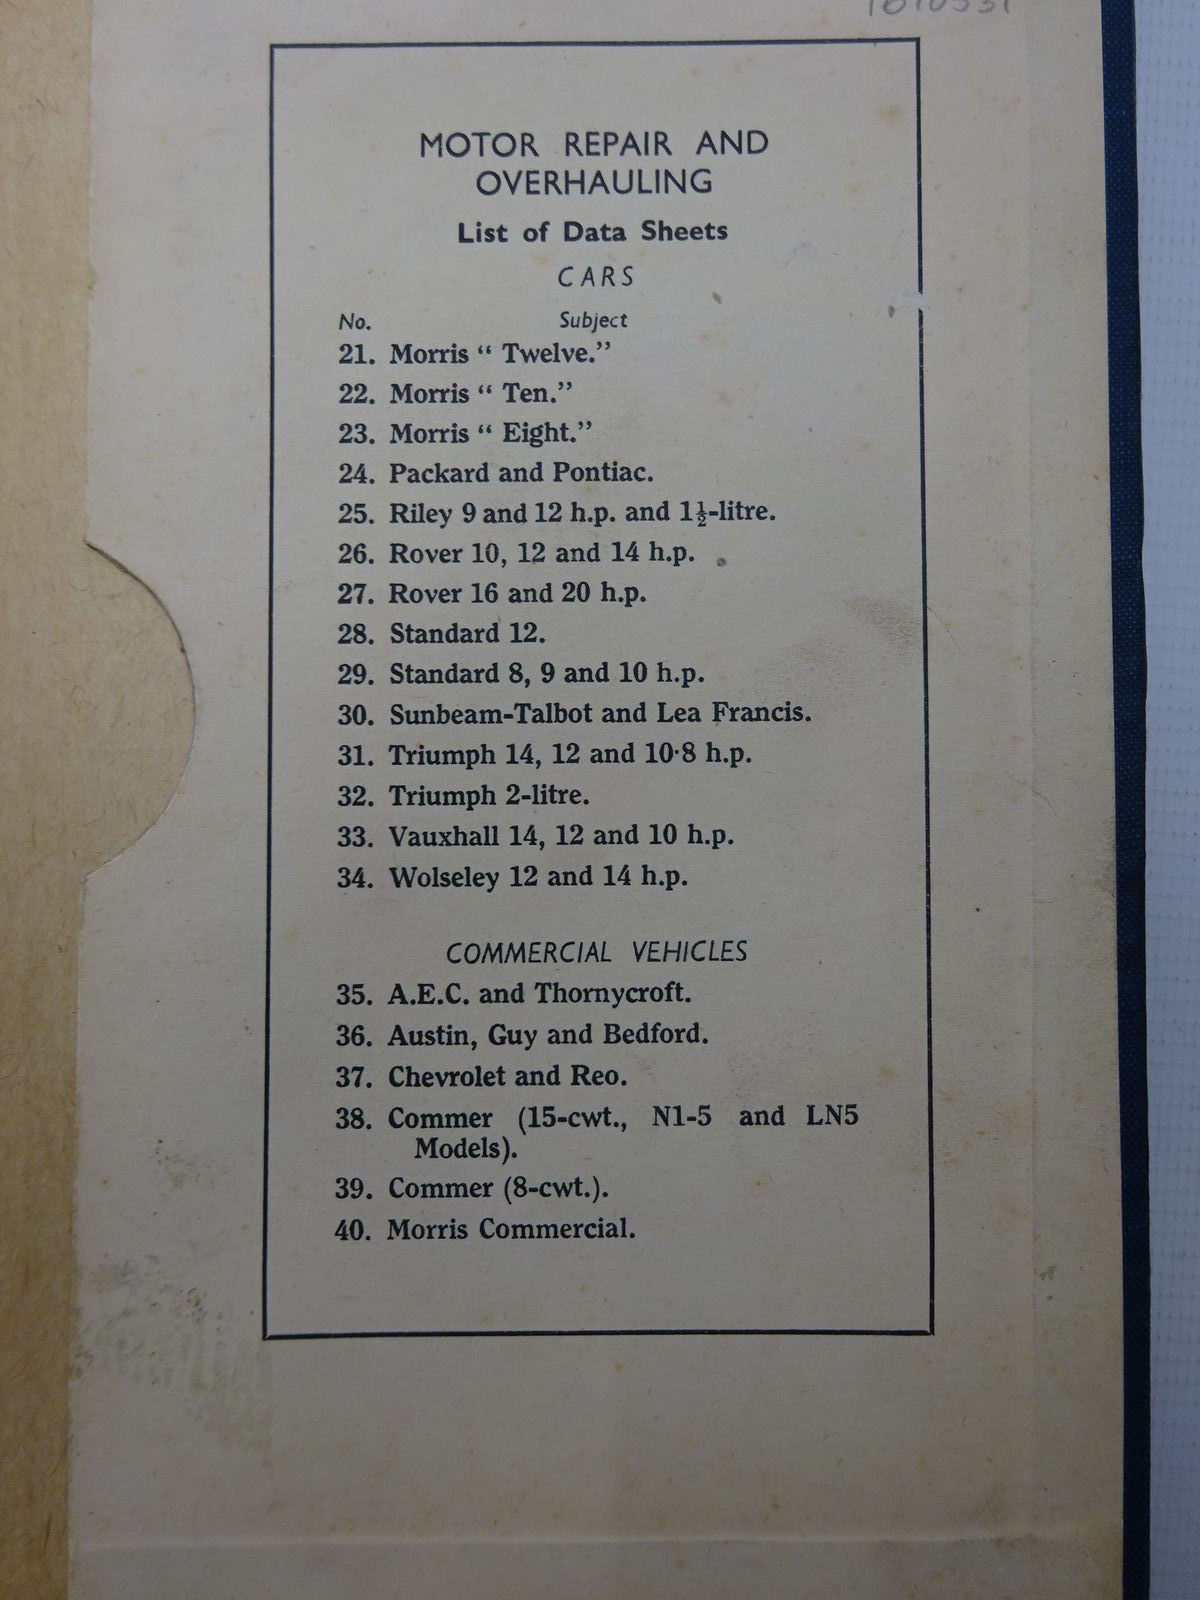 MOTOR REPAIR AND
OVERHAULING
List of Data Sheets
CARS
No. Subject
21. Morris “ Twelve.”
22. Morris “ Ten.”
23. Morris “ Eight.”
24. Packard and Pontiac.
25. Riley 9 and 12 h.p. and 1½-litre.
26. Rover 10, 12 and 14 h.p.
27. Rover 16 and 20 h.p.
28. Standard 12.
29. Standard 8, 9 and 10 h.p.
30. Sunbeam-Talbot and Lea Francis.
31. Triumph 14, 12 and 10·8 h.p.
32. Triumph 2-litre.
33. Vauxhall 14, 12 and 10 h.p.
34. Wolseley 12 and 14 h.p.
COMMERCIAL VEHICLES
35. A.E.C. and Thornycroft.
36. Austin, Guy and Bedford.
37. Chevrolet and Reo.
38. Commer (15-cwt., N1-5 and LN5
Models).
39. Commer (8-cwt.).
40. Morris Commercial.